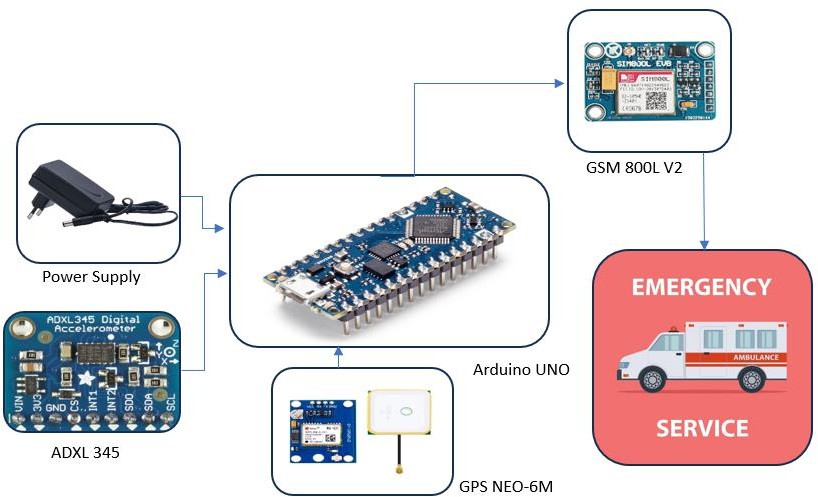 SIM800L EVB
SIM800L
GSM 800L V2
Power Supply
EMERGENCY
AMBULANCE
SERVICE
ADXL345 Digital
Accelerometer
VIN
3V3
GND
CS
INT1
INT2
SDO
SDA
SCL
ADXL 345
Arduino UNO
GPS NEO-6M